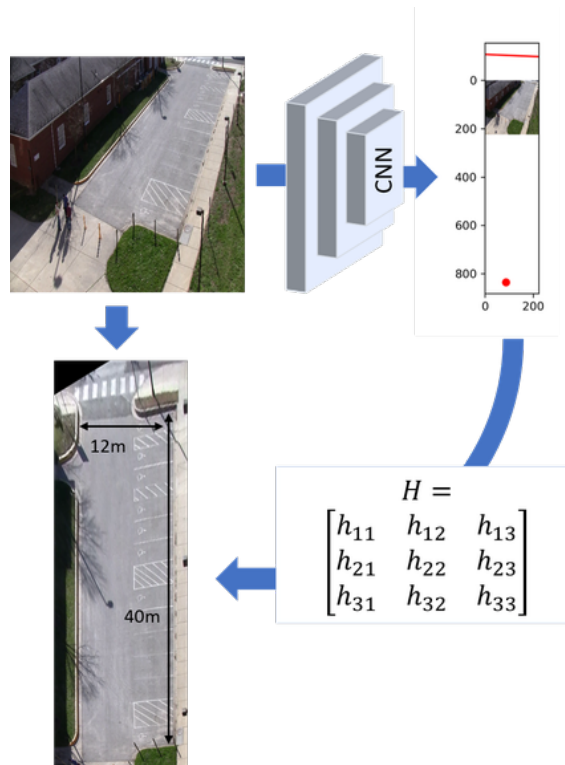 CNN
0
200
400
600
800
0 200
12m
40m
H =
h₁₁ h₁₂ h₁₃
h₂₁ h₂₂ h₂₃
h₃₁ h₃₂ h₃₃